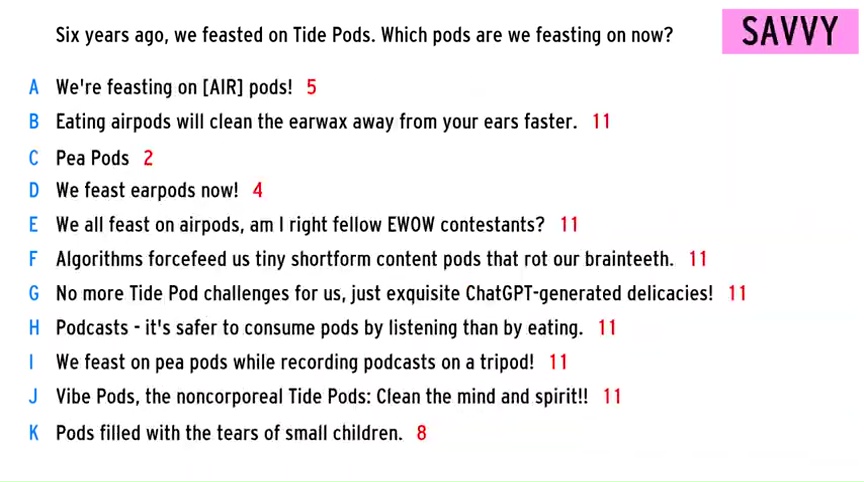 Six years ago, we feasted on Tide Pods. Which pods are we feasting on now?
SAVVY
A We're feasting on [AIR] pods! 5
B Eating airpods will clean the earwax away from your ears faster. 11
C Pea Pods 2
D We feast earpods now! 4
E We all feast on airpods, am I right fellow EWOW contestants? 11
F Algorithms forcefeed us tiny shortform content pods that rot our brainteeth. 11
G No more Tide Pod challenges for us, just exquisite ChatGPT-generated delicacies! 11
H Podcasts - it's safer to consume pods by listening than by eating. 11
I We feast on pea pods while recording podcasts on a tripod! 11
J Vibe Pods, the noncorporeal Tide Pods: Clean the mind and spirit!! 11
K Pods filled with the tears of small children. 8